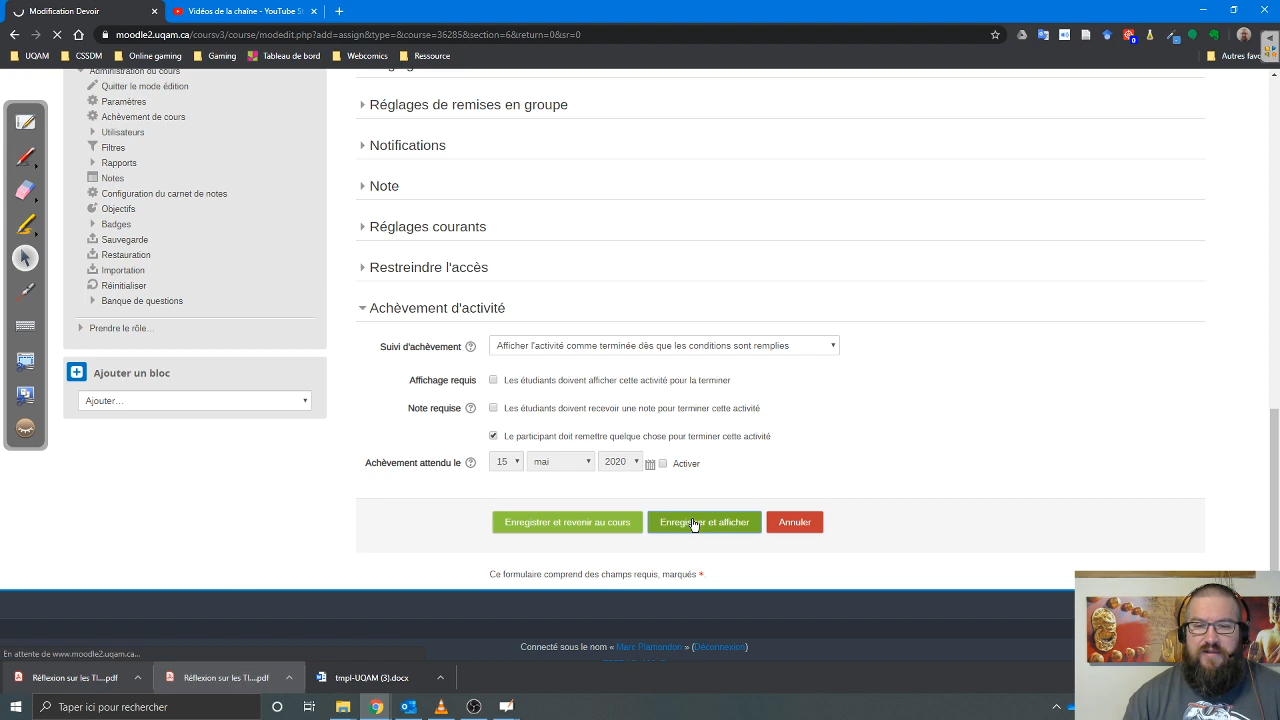 Modification Devoir
Vidéos de la chaîne - YouTube St
moodle2.uqam.ca/coursv3/course/modedit.php?add=assign&type=&course=36285&section=6&return=0&sr=0
UQAM
CSSDM
Online gaming
Gaming
Tableau de bord
Webcomics
Ressource
Autres favo
Administration du cours
Quitter le mode édition
Paramètres
Achèvement de cours
Utilisateurs
Filtres
Rapports
Notes
Configuration du carnet de notes
Objectifs
Badges
Sauvegarde
Restauration
Importation
Réinitialiser
Banque de questions
Prendre le rôle...
Ajouter un bloc
Ajouter...
Réglages de remises en groupe
Notifications
Note
Réglages courants
Restreindre l'accès
Achèvement d'activité
Suivi d'achèvement Afficher l'activité comme terminée dès que les conditions sont remplies
Affichage requis Les étudiants doivent afficher cette activité pour la terminer
Note requise Les étudiants doivent recevoir une note pour terminer cette activité
Le participant doit remettre quelque chose pour terminer cette activité
Achèvement attendu le 15 mai 2020 Activer
Enregistrer et revenir au cours Enregistrer et afficher Annuler
Ce formulaire comprend des champs requis, marqués *.
Connecté sous le nom « Marc Plamondon » (Déconnexion)
En attente de www.moodle2.uqam.ca...
Réflexion sur les TI....pdf
Réflexion sur les TI....pdf
tmp-UQAM (3).docx
Taper ici pour rechercher